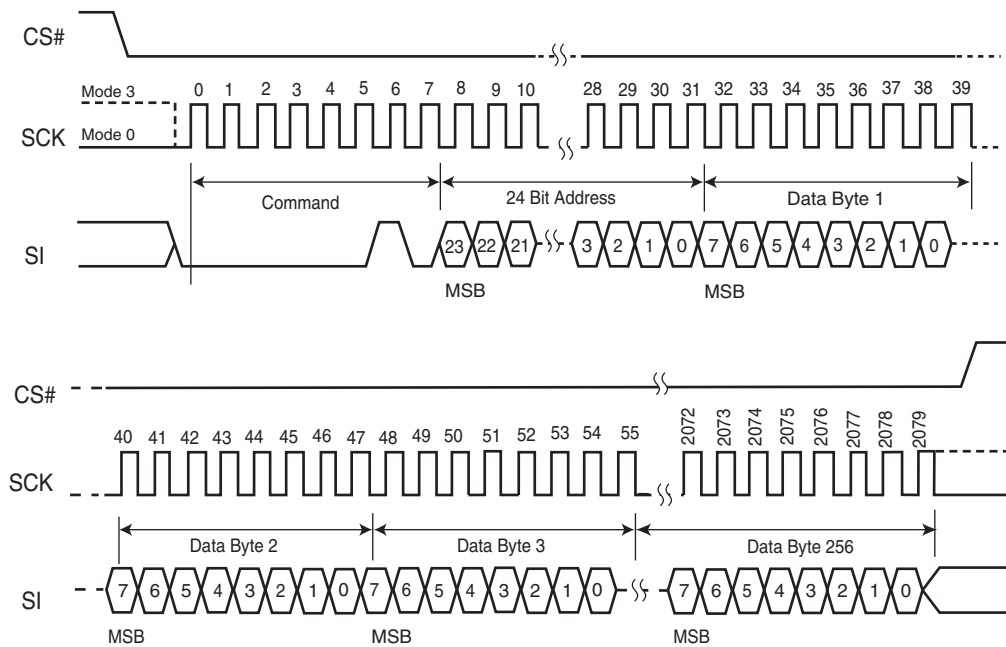 CS#
Mode 3
0 1 2 3 4 5 6 7 8 9 10 28 29 30 31 32 33 34 35 36 37 38 39
SCK
Mode 0
Command
24 Bit Address
Data Byte 1
SI
23 22 21 3 2 1 0 7 6 5 4 3 2 1 0
MSB
MSB
CS#
40 41 42 43 44 45 46 47 48 49 50 51 52 53 54 55 2072 2073 2074 2075 2076 2077 2078 2079
SCK
Data Byte 2
Data Byte 3
Data Byte 256
SI
7 6 5 4 3 2 1 0 7 6 5 4 3 2 1 0 7 6 5 4 3 2 1 0
MSB
MSB
MSB